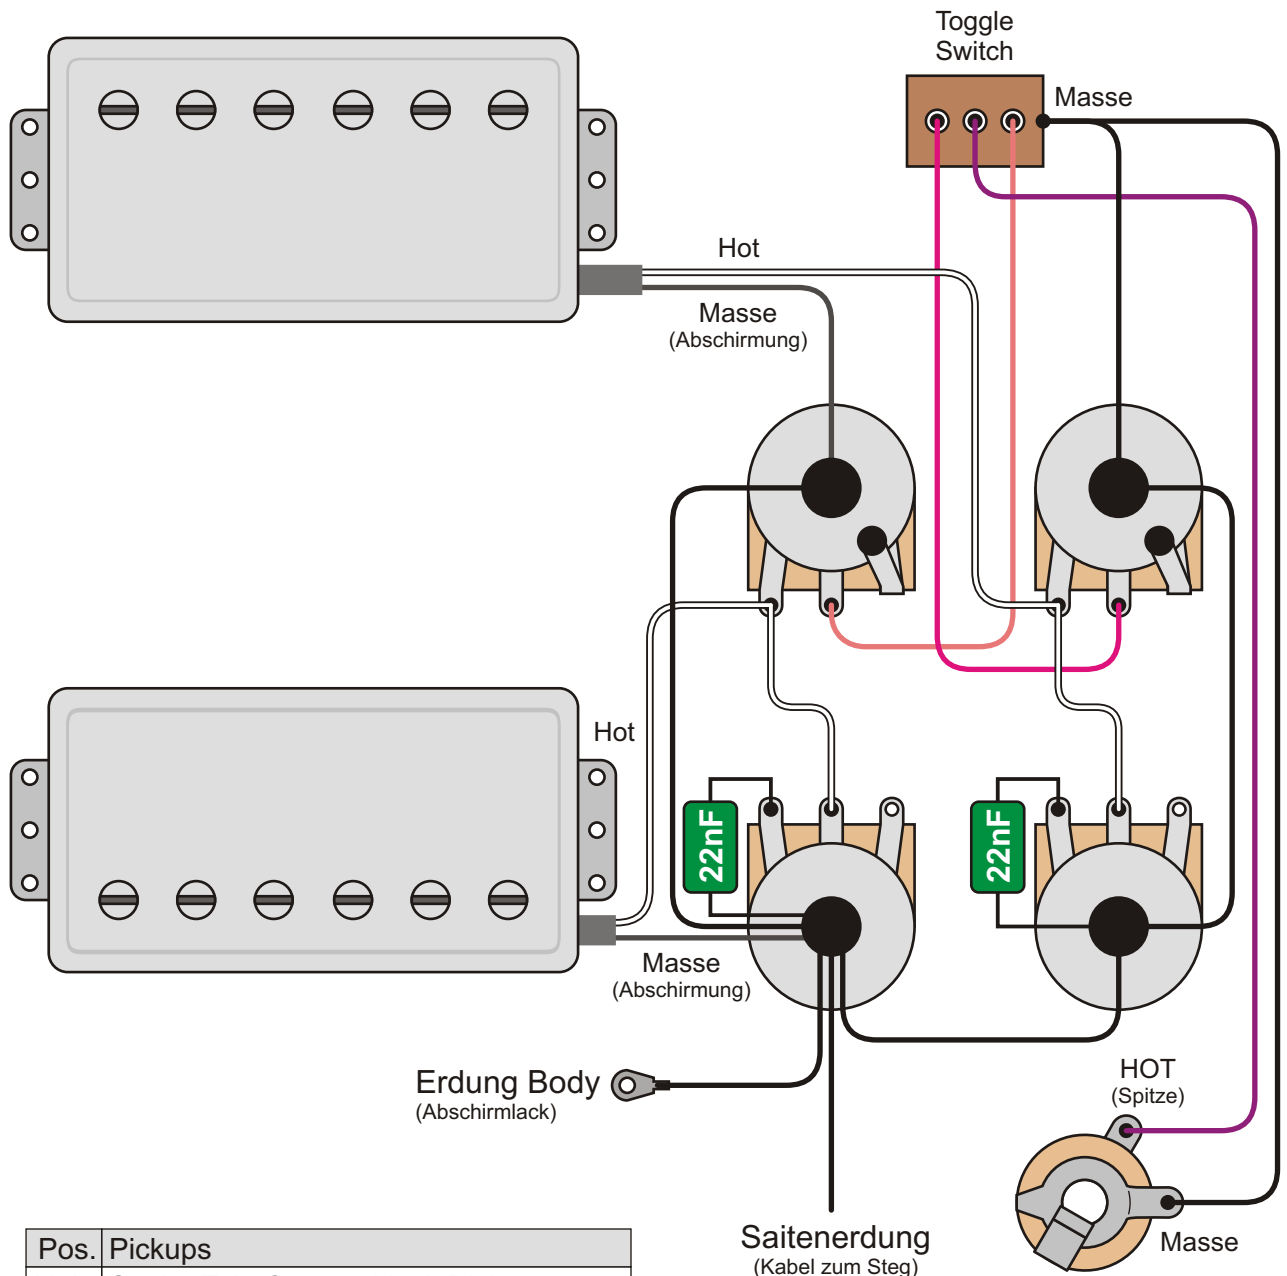 Toggle
Switch
Masse
Hot
Masse
(Abschirmung)
Hot
22nF
22nF
Masse
(Abschirmung)
Erdung Body
(Abschirmlack)
HOT
(Spitze)
Saitenerdung
(Kabel zum Steg)
Masse
Pos. Pickups